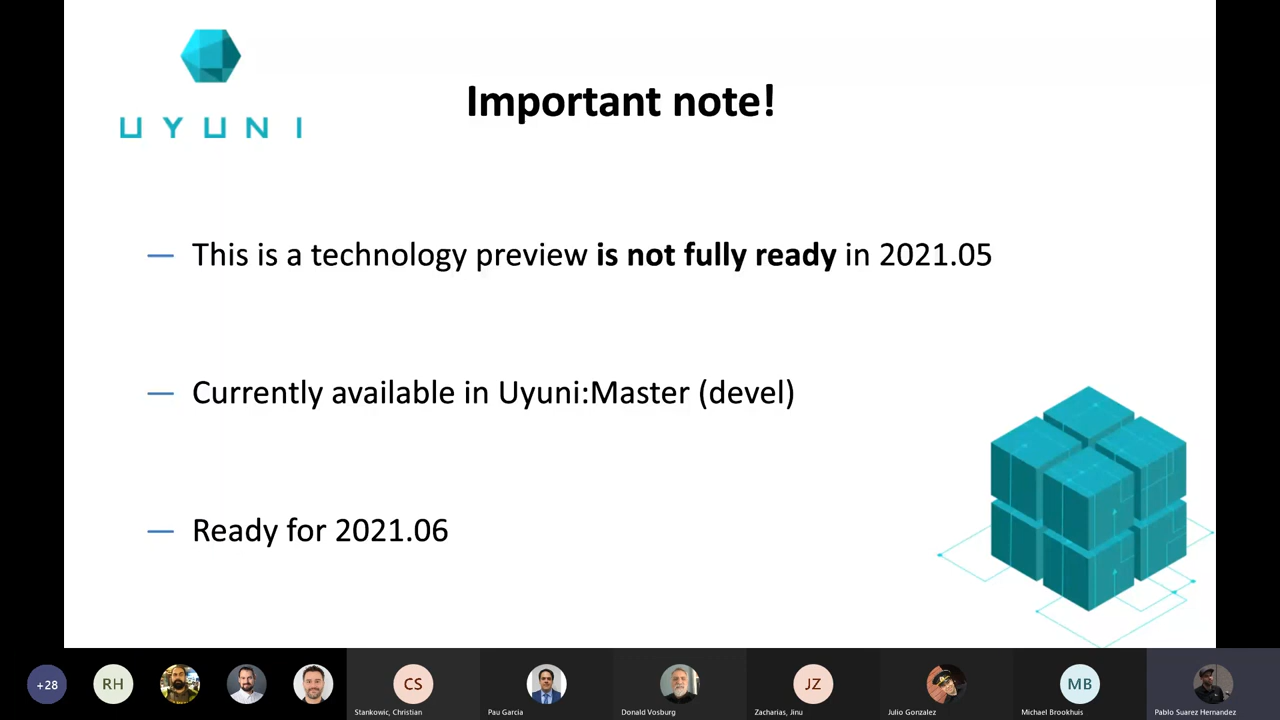 UYUNI
Important note!
— This is a technology preview is not fully ready in 2021.05
— Currently available in Uyuni:Master (devel)
— Ready for 2021.06
+28
RH
CS
Stankovic, Christian
Pau Garcia
Donald Vosburg
JZ
Zacharias, Jinu
Julio Gonzalez
MB
Michael Brookhuis
Pablo Suarez Hernandez